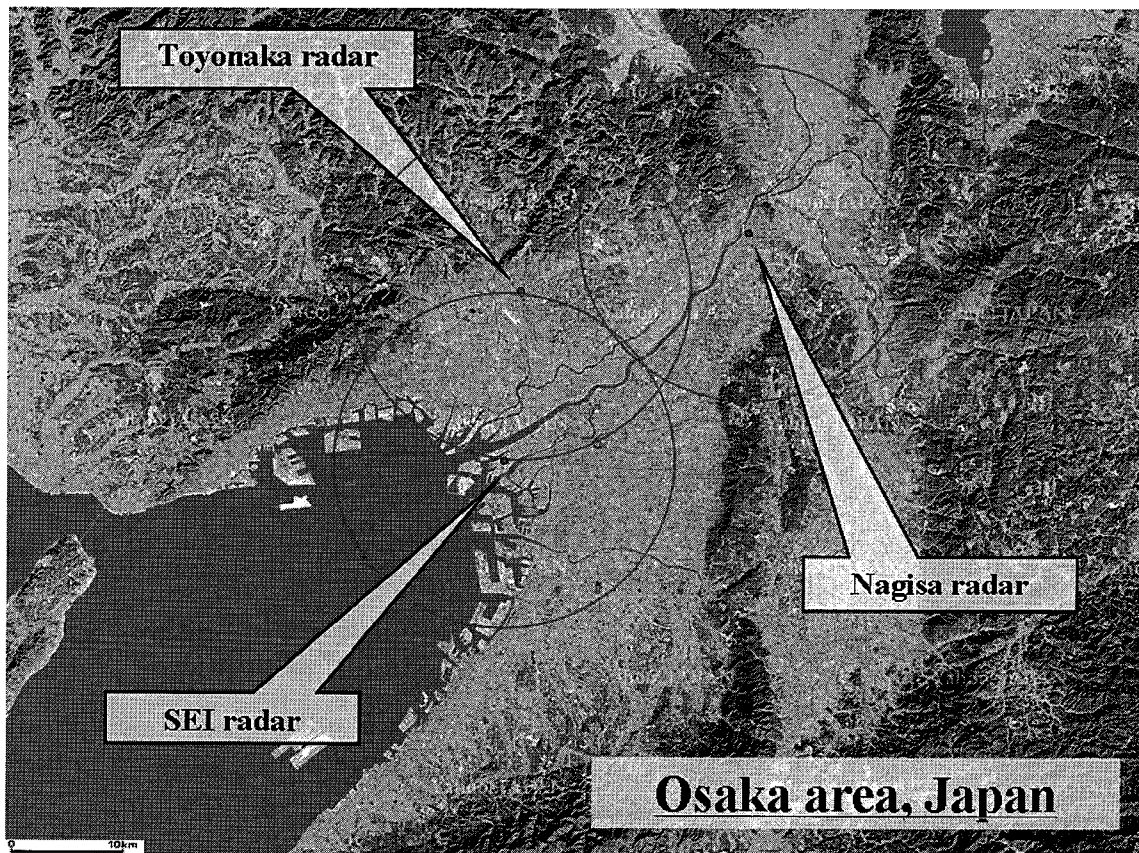 Toyonaka radar
Nagisa radar
SEI radar
Osaka area, Japan
0 10km